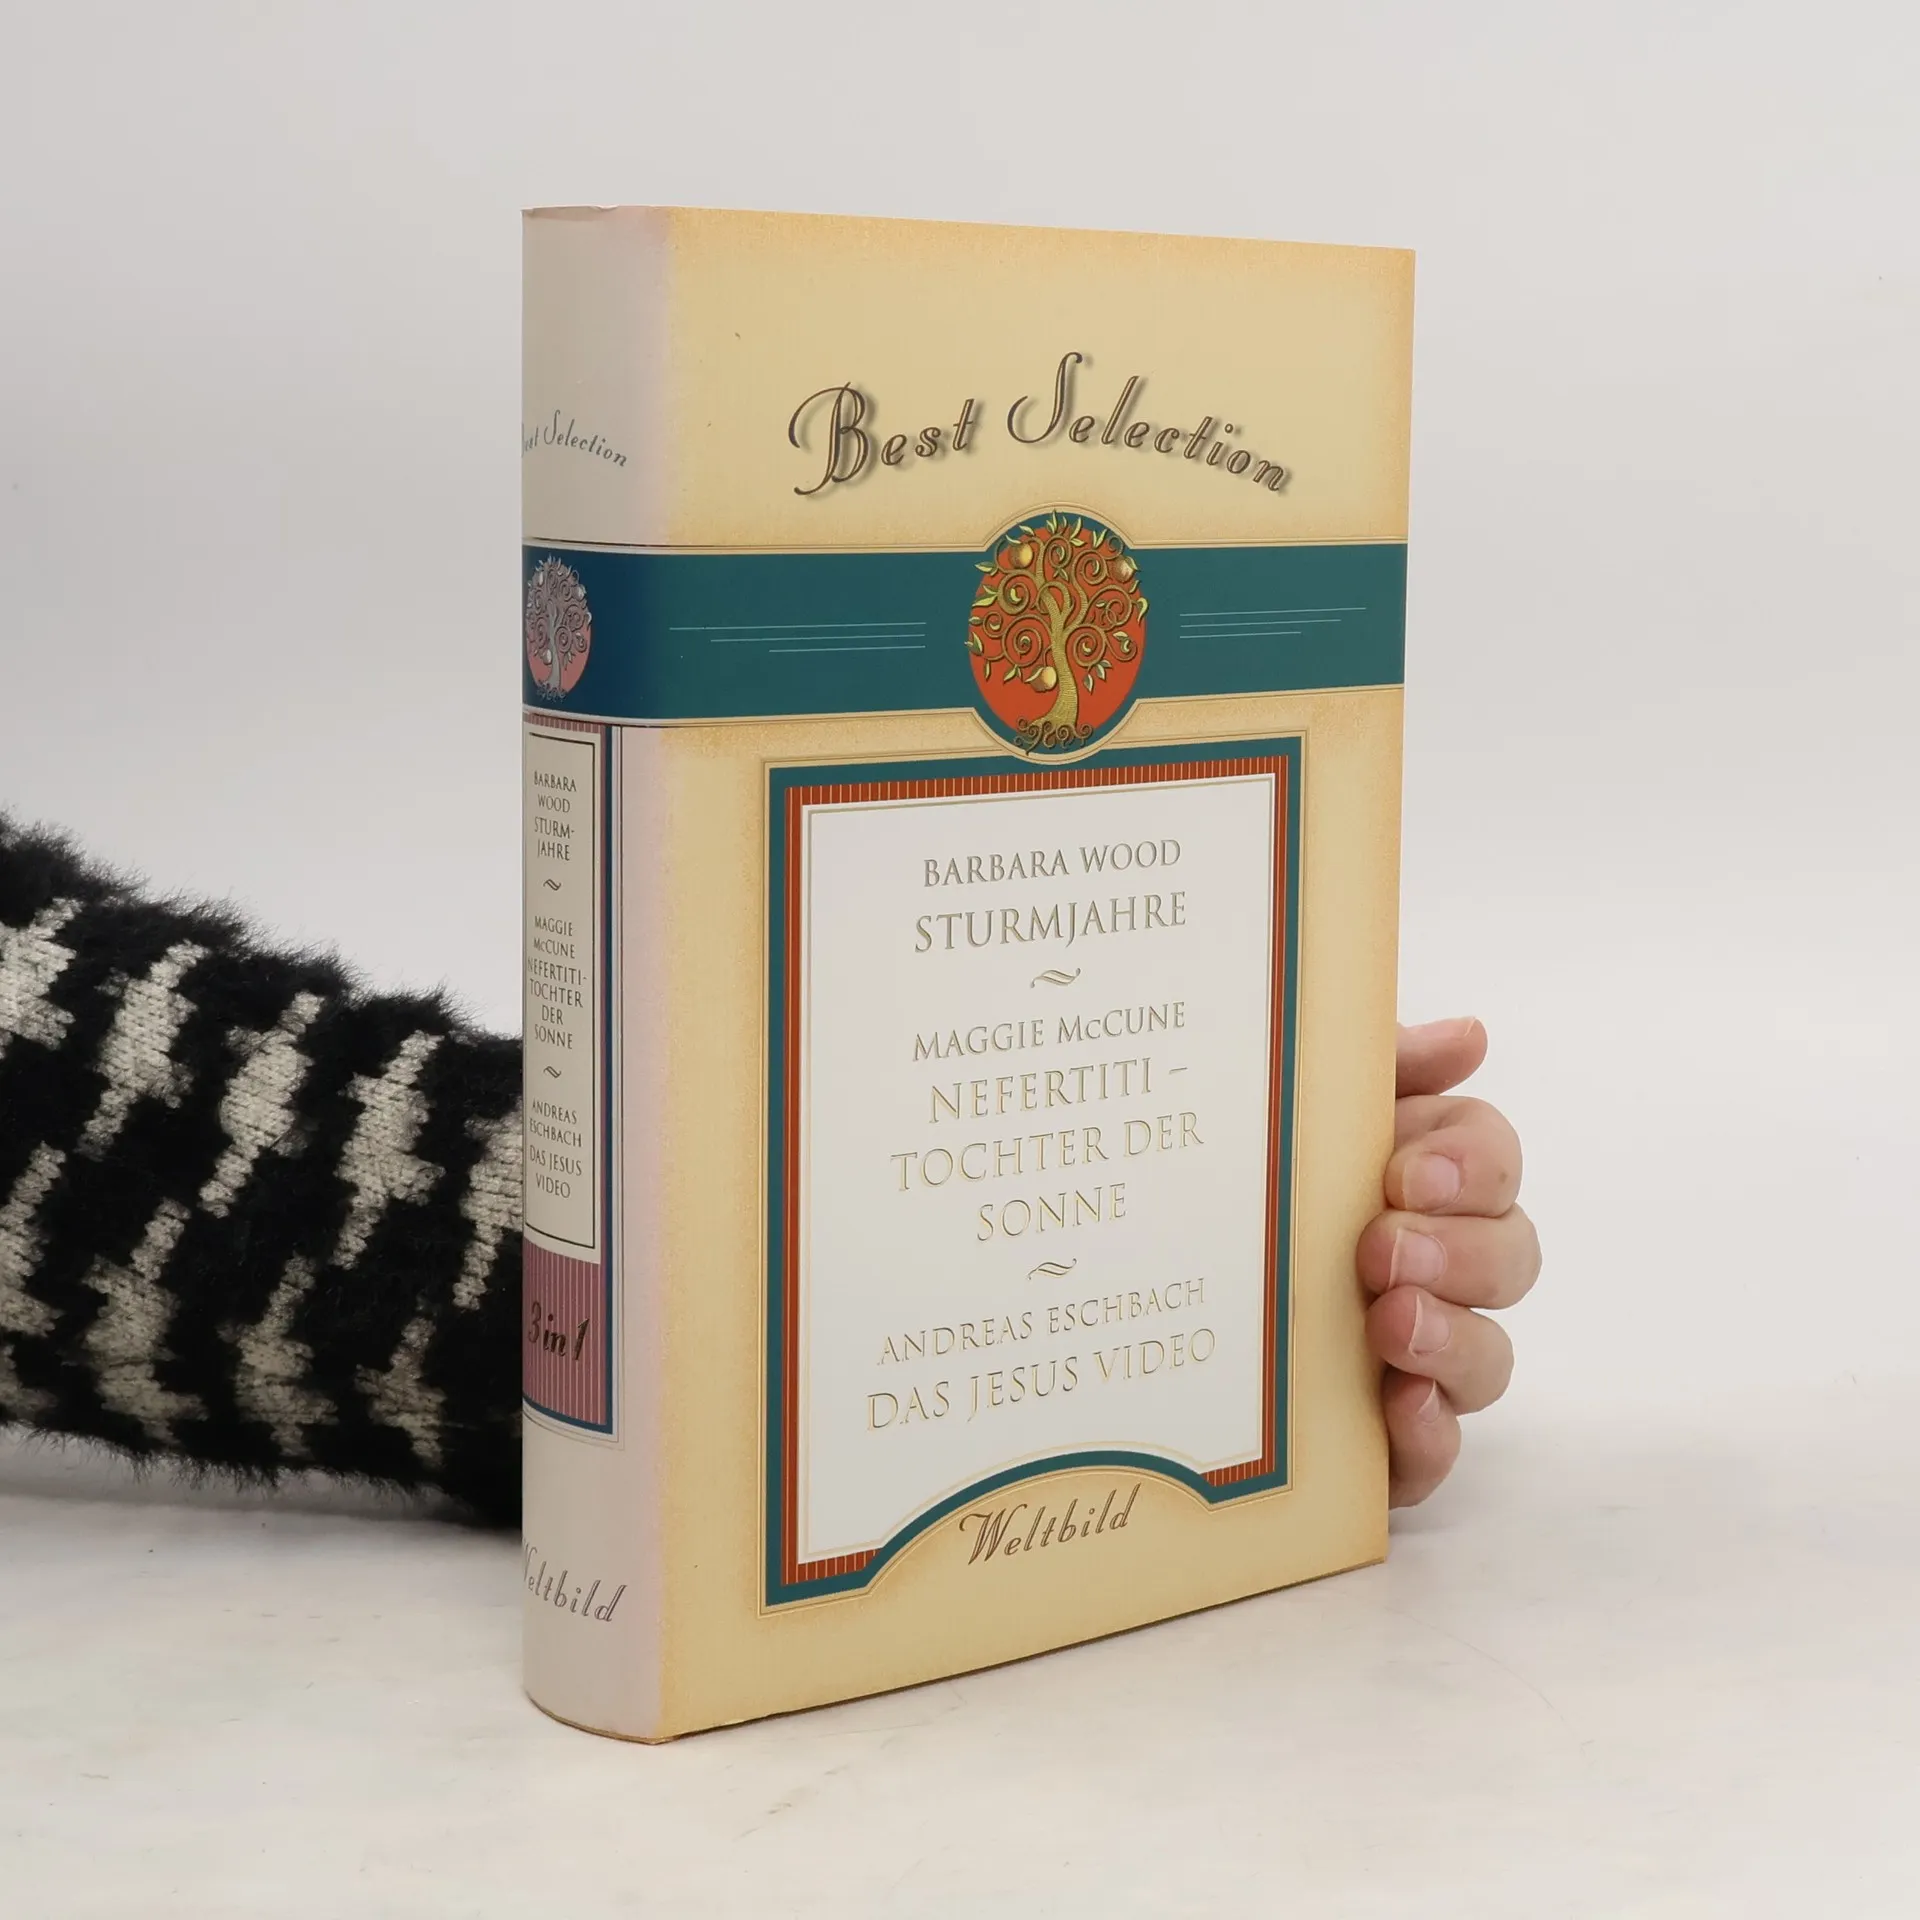 Best Selection
BARBARA WOOD
STURMJAHRE
MAGGIE McCUNE
NEFERTITI –
TOCHTER DER
SONNE
ANDREAS ESCHBACH
DAS JESUS VIDEO
Weltbild
Best Selection
BARBARA
WOOD
STURM-
JAHRE
MAGGIE
McCUNE
NEFERTITI-
TOCHTER
DER
SONNE
ANDREAS
ESCHBACH
DAS JESUS
VIDEO
3 in 1
Weltbild